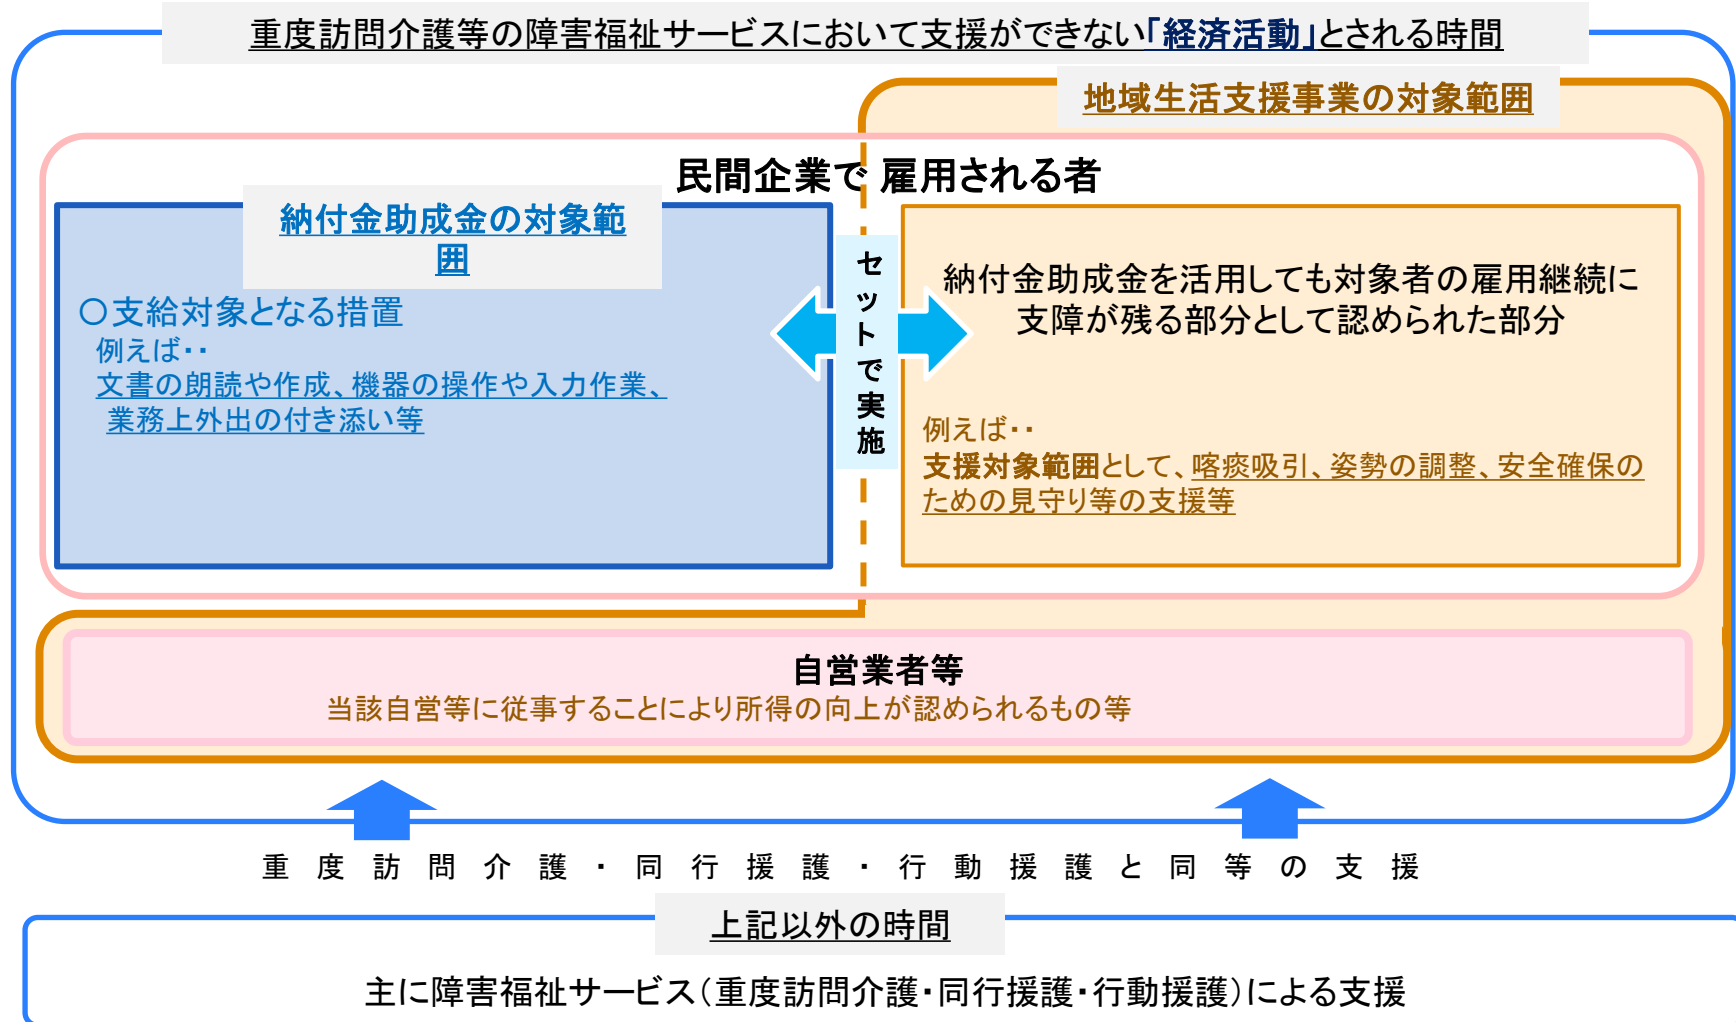 重度訪問介護等の障害福祉サービスにおいて支援ができない「経済活動」とされる時間
地域生活支援事業の対象範囲
民間企業で 雇用される者
納付金助成金の対象範
囲
〇支給対象となる措置
例えば・・
文書の朗読や作成、機器の操作や入力作業、
業務上外出の付き添い等
セットで実施
納付金助成金を活用しても対象者の雇用継続に
支障が残る部分として認められた部分
例えば・・
支援対象範囲として、喀痰吸引、姿勢の調整、安全確保の
ための見守り等の支援等
自営業者等
当該自営等に従事することにより所得の向上が認められるもの等
重度訪問介護・同行援護・行動援護と同等の支援
上記以外の時間
主に障害福祉サービス（重度訪問介護・同行援護・行動援護）による支援